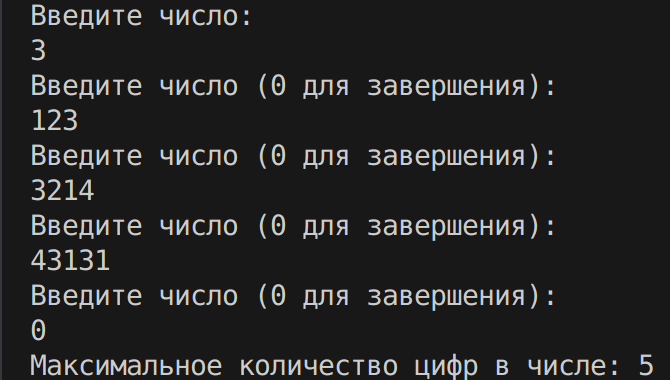 Введите число:
3
Введите число (0 для завершения):
123
Введите число (0 для завершения):
3214
Введите число (0 для завершения):
43131
Введите число (0 для завершения):
0
Максимальное количество цифр в числе: 5